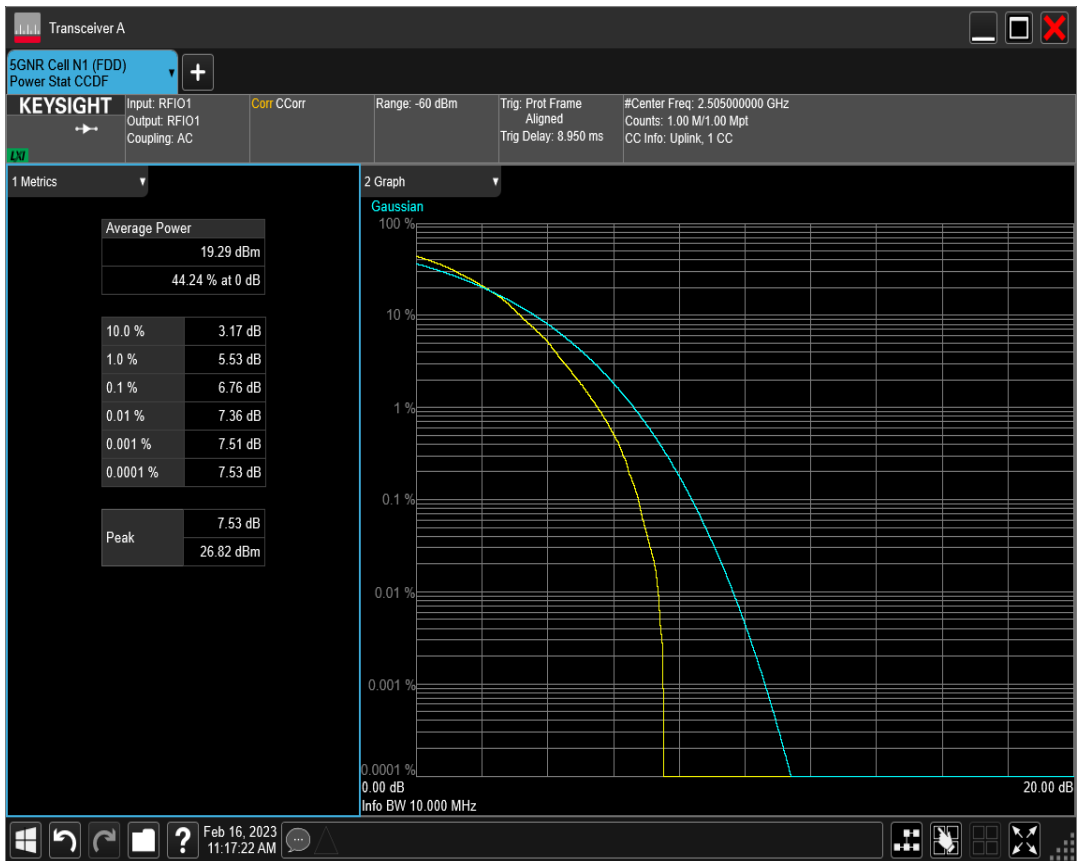 Transceiver A
5GNR Cell N1 (FDD)
Power Stat CCDF
+
KEYSIGHT
LXI
Input: RFIO1
Output: RFIO1
Coupling: AC
Corr CCorr
Range: -60 dBm
Trig: Prot Frame
Aligned
Trig Delay: 8.950 ms
#Center Freq: 2.505000000 GHz
Counts: 1.00 M/1.00 Mpt
CC Info: Uplink, 1 CC
1 Metrics
Average Power
19.29 dBm
44.24 % at 0 dB
10.0 % 3.17 dB
1.0 % 5.53 dB
0.1 % 6.76 dB
0.01 % 7.36 dB
0.001 % 7.51 dB
0.0001 % 7.53 dB
Peak
7.53 dB
26.82 dBm
2 Graph
Gaussian
100 %
10 %
1 %
0.1 %
0.01 %
0.001 %
0.0001 %
0.00 dB 20.00 dB
Info BW 10.000 MHz
?
Feb 16, 2023
11:17:22 AM